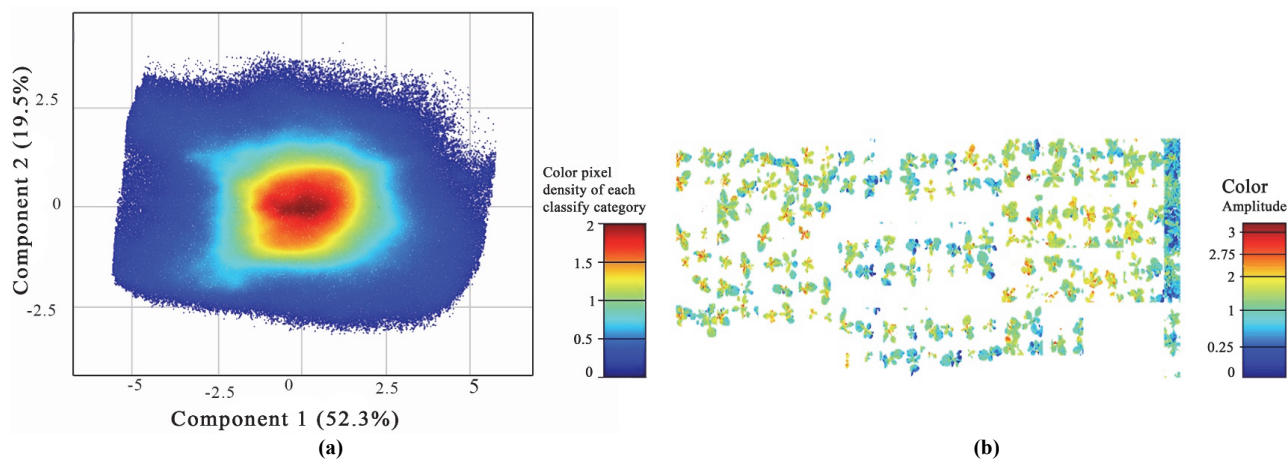 Component 2 (19.5%)
2.5
0
-2.5
-5
-2.5
0
2.5
5
Component 1 (52.3%)
(a)
Color pixel
density of each
classify category
2
1.5
1
0.5
0
Color
Amplitude
3
2.75
2
1
0.25
0
(b)